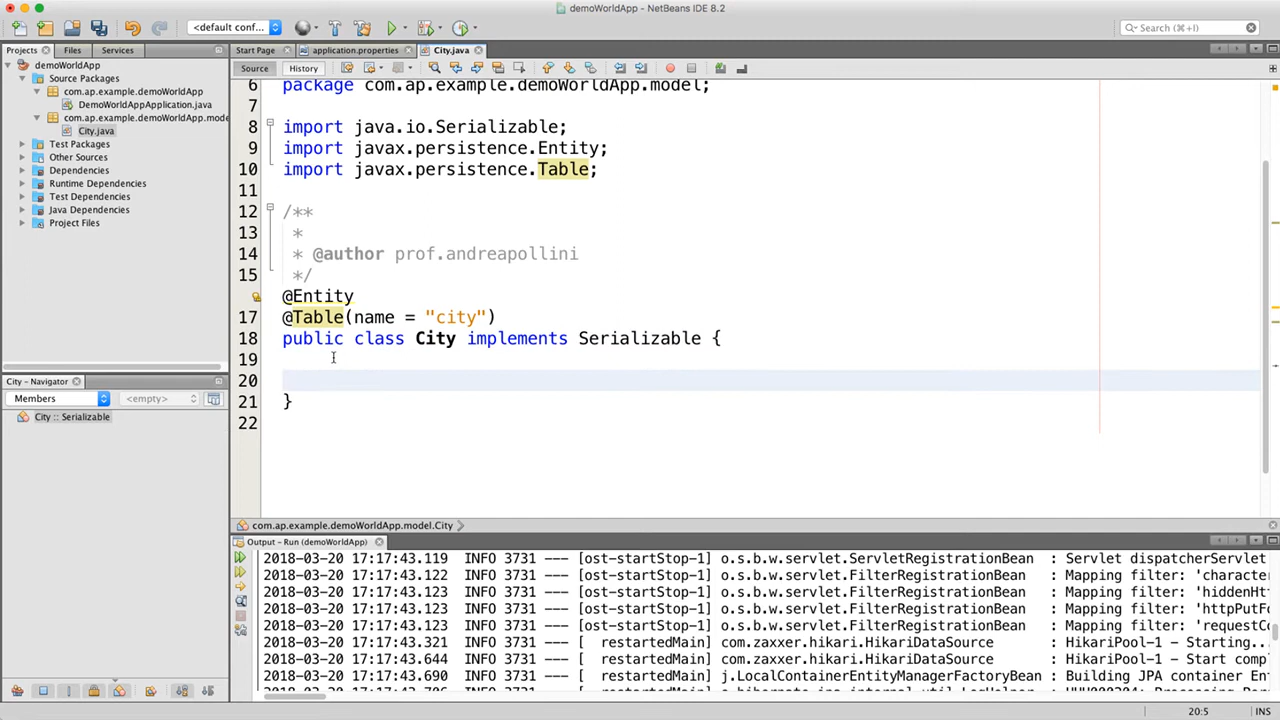 demoWorldApp - NetBeans IDE 8.2
<default conf...
Search (⌘+I)
Projects Files Services
Start Page application.properties City.java
demoWorldApp
Source Packages
com.ap.example.demoWorldApp
DemoWorldAppApplication.java
com.ap.example.demoWorldApp.mode
City.java
Test Packages
Other Sources
Dependencies
Runtime Dependencies
Test Dependencies
Java Dependencies
Project Files
Source History
6 package com.ap.example.demoWorldApp.model;
7
8 import java.io.Serializable;
9 import javax.persistence.Entity;
10 import javax.persistence.Table;
11
12 /**
13 *
14 * @author prof.andreapollini
15 */
@Entity
17 @Table(name = "city")
18 public class City implements Serializable {
19
20
21 }
22
City - Navigator
Members <empty>
City :: Serializable
com.ap.example.demoWorldApp.model.City
Output - Run (demoWorldApp)
2018-03-20 17:17:43.119 INFO 3731 --- [ost-startStop-1] o.s.b.w.servlet.ServletRegistrationBean : Servlet dispatcherServlet
2018-03-20 17:17:43.122 INFO 3731 --- [ost-startStop-1] o.s.b.w.servlet.FilterRegistrationBean : Mapping filter: 'characte
2018-03-20 17:17:43.123 INFO 3731 --- [ost-startStop-1] o.s.b.w.servlet.FilterRegistrationBean : Mapping filter: 'hiddenHt
2018-03-20 17:17:43.123 INFO 3731 --- [ost-startStop-1] o.s.b.w.servlet.FilterRegistrationBean : Mapping filter: 'httpPutFo
2018-03-20 17:17:43.123 INFO 3731 --- [ost-startStop-1] o.s.b.w.servlet.FilterRegistrationBean : Mapping filter: 'requestCo
2018-03-20 17:17:43.321 INFO 3731 --- [ restartedMain] com.zaxxer.hikari.HikariDataSource : HikariPool-1 - Starting..
2018-03-20 17:17:43.644 INFO 3731 --- [ restartedMain] com.zaxxer.hikari.HikariDataSource : HikariPool-1 - Start comp
2018-03-20 17:17:43.690 INFO 3731 --- [ restartedMain] j.LocalContainerEntityManagerFactoryBean : Building JPA container Ent
20:5 INS